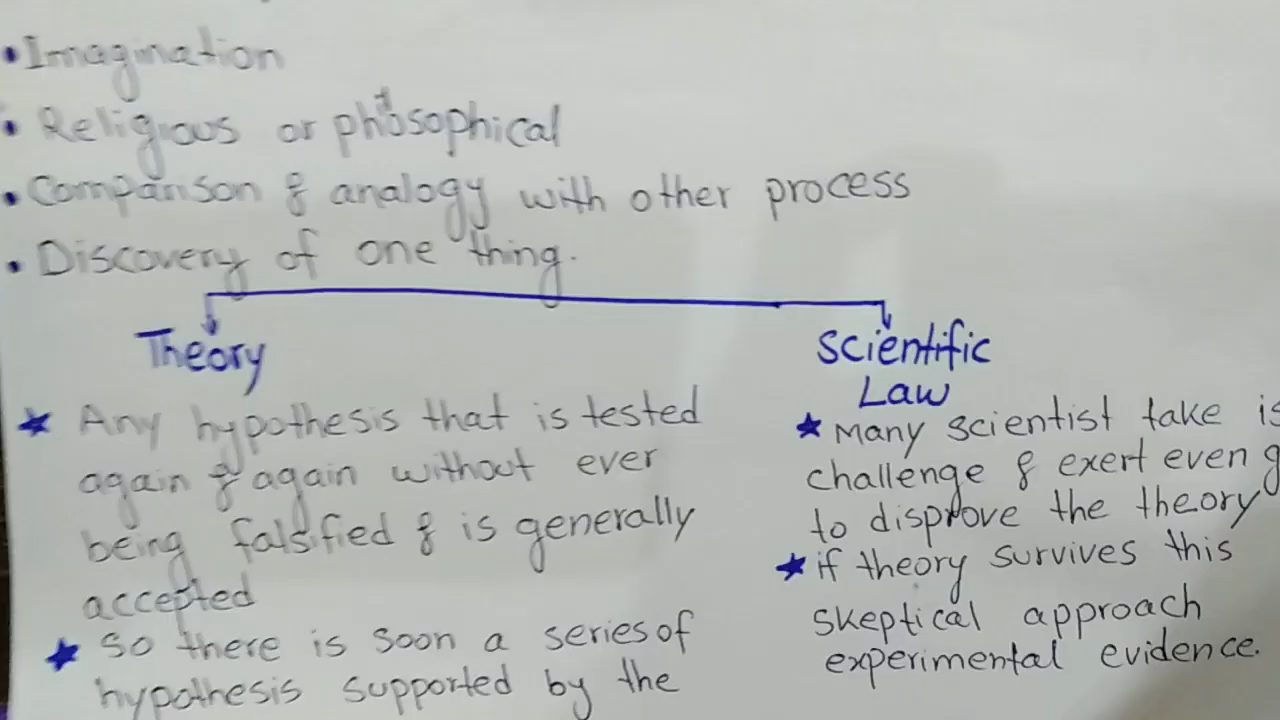 • Imagination
• Religious or phosophical
• Comparison & analogy with other process
• Discovery of one thing.
Theory
Scientific
Law
★ Any hypothesis that is tested
again & again without ever
being falsified & is generally
accepted
★ so there is soon a series of
hypothesis supported by the
★ Many scientist take is
challenge & exert even g
to disprove the theory
★ if theory survives this
skeptical approach
experimental evidence.